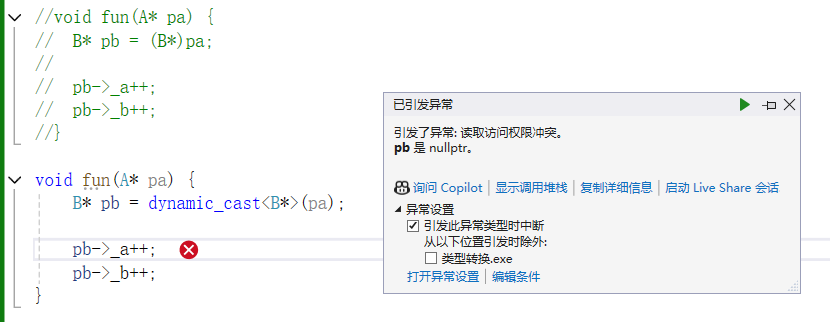 //void fun(A* pa) {
//  B* pb = (B*)pa;
//
//  pb->_a++;
//  pb->_b++;
//}
void fun(A* pa) {
    B* pb = dynamic_cast<B*>(pa);
    pb->_a++;
    pb->_b++;
}
已引发异常
引发了异常: 读取访问权限冲突。
pb 是 nullptr。
询问 Copilot | 显示调用堆栈 | 复制详细信息 | 启动 Live Share 会话
异常设置
引发此异常类型时中断
从以下位置引发时除外:
类型转换.exe
打开异常设置 | 编辑条件